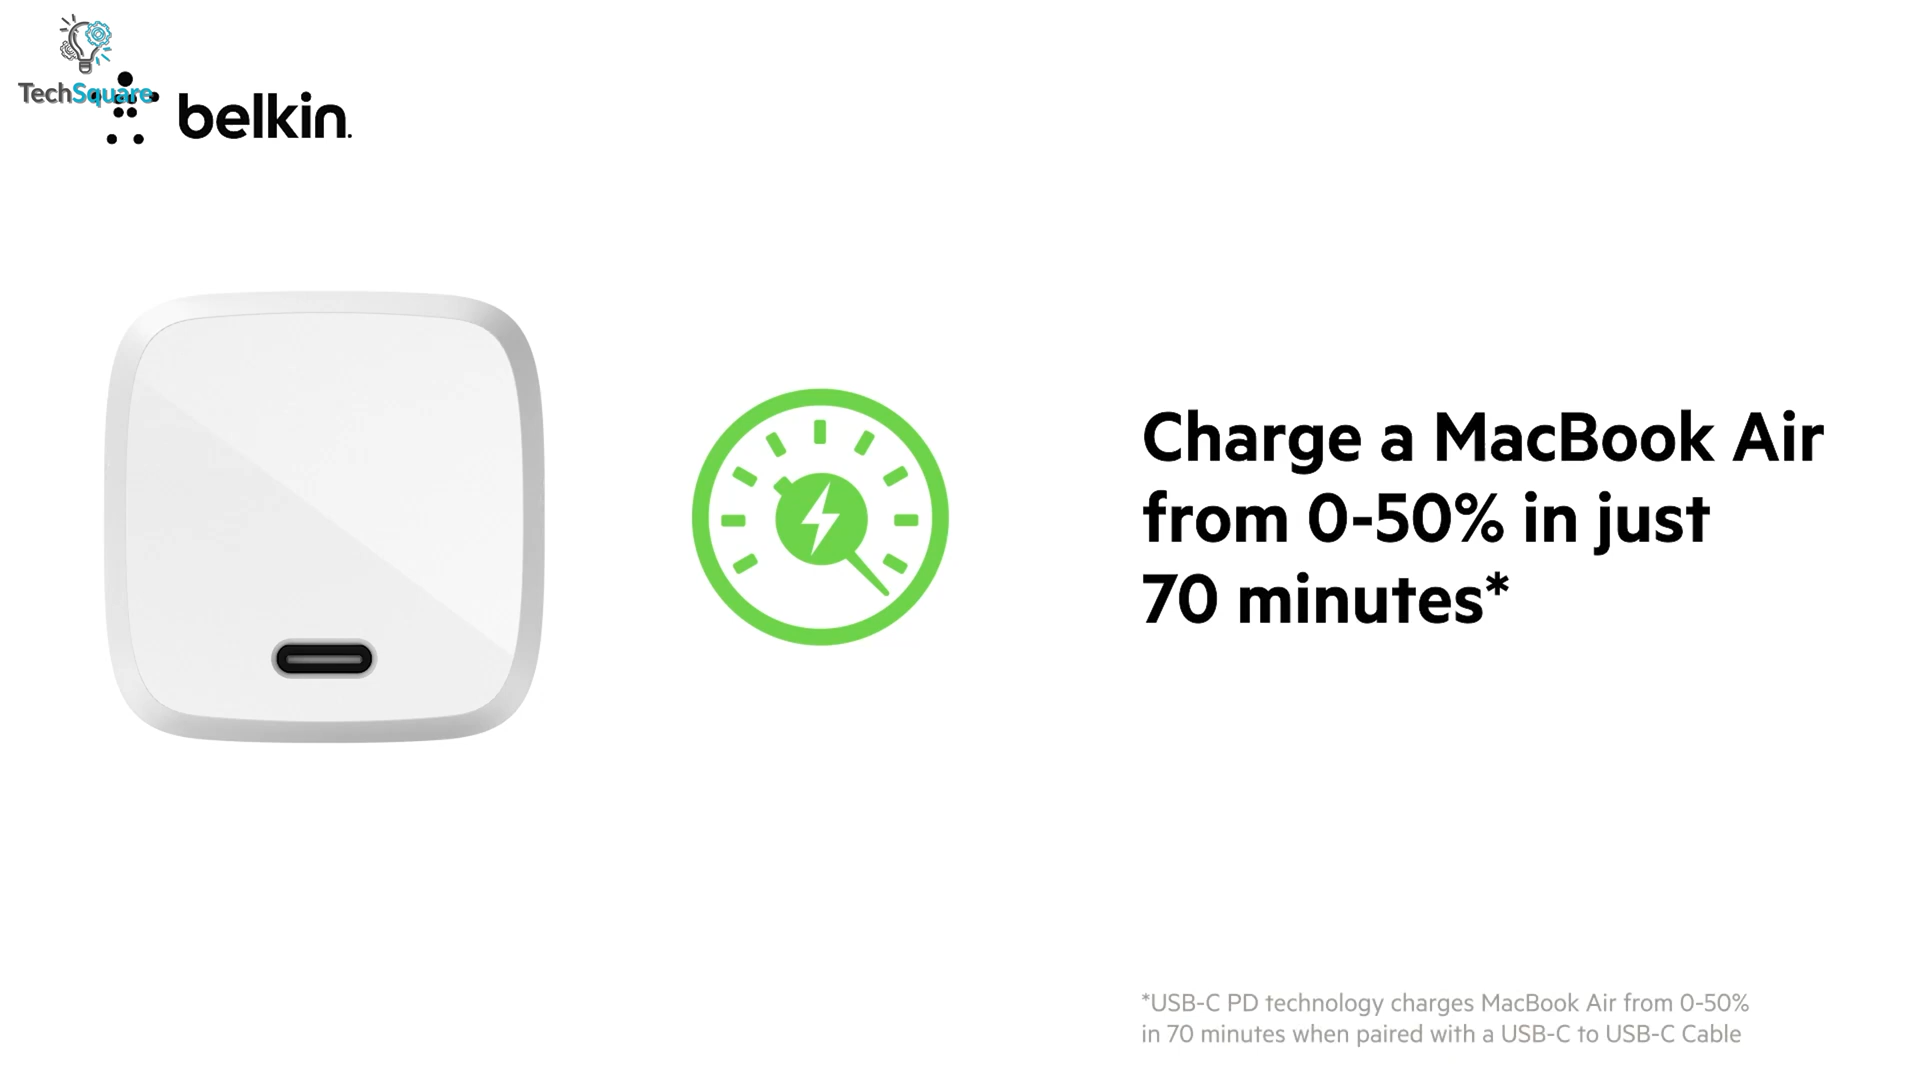 TechSquare
belkin.
Charge a MacBook Air
from 0-50% in just
70 minutes*
*USB-C PD technology charges MacBook Air from 0-50%
in 70 minutes when paired with a USB-C to USB-C Cable